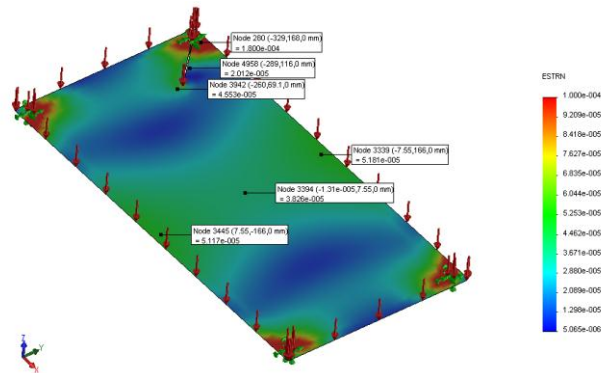 Node 280 (-329,168,0 mm)
= 1.800e-004
Node 4958 (-289,116,0 mm)
= 2.012e-005
Node 3942 (-260,69.1,0 mm)
= 4.553e-005
Node 3339 (-7.55,166,0 mm)
= 5.181e-005
Node 3394 (-1.31e-005,7.55,0 mm)
= 3.826e-005
Node 3445 (7.55,-166,0 mm)
= 5.117e-005
ESTRN
1.000e-004
9.209e-005
8.418e-005
7.626e-005
6.835e-005
6.044e-005
5.253e-005
4.462e-005
3.671e-005
2.880e-005
2.089e-005
1.298e-005
5.065e-006
Z
Y
X